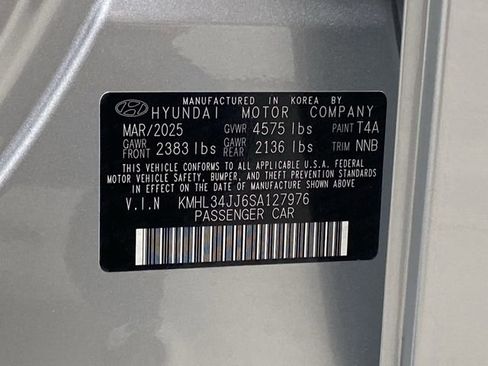 MANUFACTURED IN KOREA BY
HYUNDAI MOTOR COMPANY
MAR/2025 GVWR 4575 lbs PAINT T4A
GAWR FRONT 2383 lbs GAWR REAR 2136 lbs TRIM NNB
THIS VEHICLE CONFORMS TO ALL APPLICABLE U.S.A. FEDERAL
MOTOR VEHICLE SAFETY, BUMPER, AND THEFT PREVENTION
STANDARDS IN EFFECT ON THE DATE OF MANUFACTURE SHOWN ABOVE.
V.I.N KMHL34JJ6SA127976
PASSENGER CAR